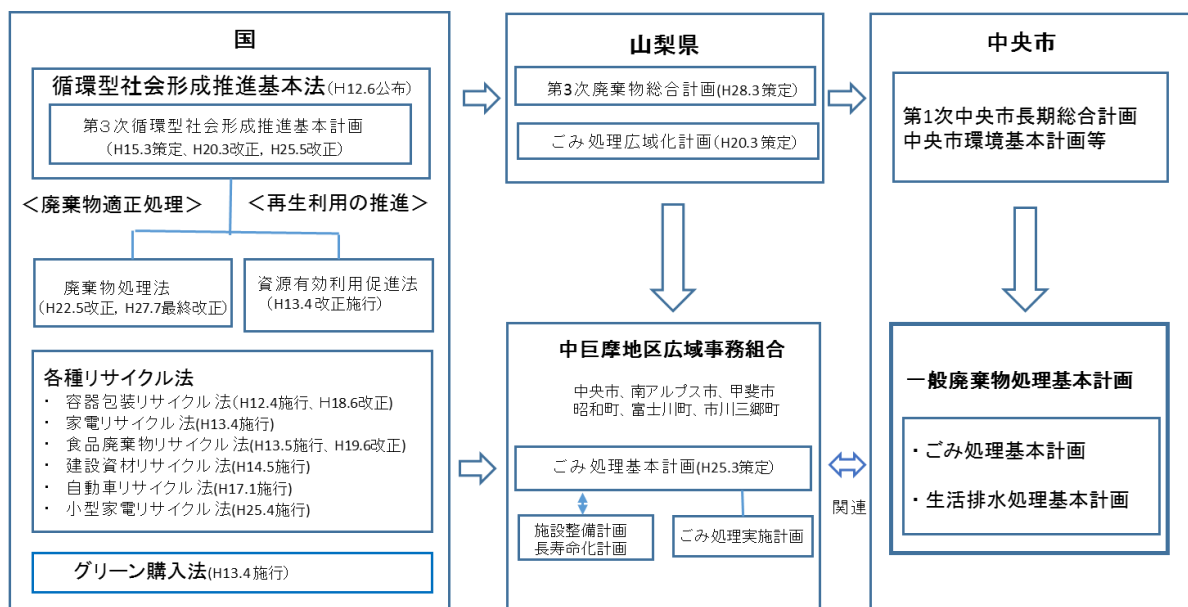 国
循環型社会形成推進基本法(H12.6公布)
第3次循環型社会形成推進基本計画
(H15.3策定、H20.3改正, H25.5改正)
<廃棄物適正処理>
<再生利用の推進>
廃棄物処理法
(H22.5改正, H27.7最終改正)
資源有効利用促進法
(H13.4改正施行)
各種リサイクル法
・ 容器包装リサイクル法(H12.4施行、H18.6改正)
・ 家電リサイクル法(H13.4施行)
・ 食品廃棄物リサイクル法(H13.5施行、H19.6改正)
・ 建設資材リサイクル法(H14.5施行)
・ 自動車リサイクル法(H17.1施行)
・ 小型家電リサイクル法(H25.4施行)
グリーン購入法(H13.4施行)
山梨県
第3次廃棄物総合計画(H28.3策定)
ごみ処理広域化計画(H20.3策定)
中巨摩地区広域事務組合
中央市、南アルプス市、甲斐市
昭和町、富士川町、市川三郷町
ごみ処理基本計画(H25.3策定)
施設整備計画
長寿命化計画
ごみ処理実施計画
関連
中央市
第1次中央市長期総合計画
中央市環境基本計画等
一般廃棄物処理基本計画
・ごみ処理基本計画
・生活排水処理基本計画